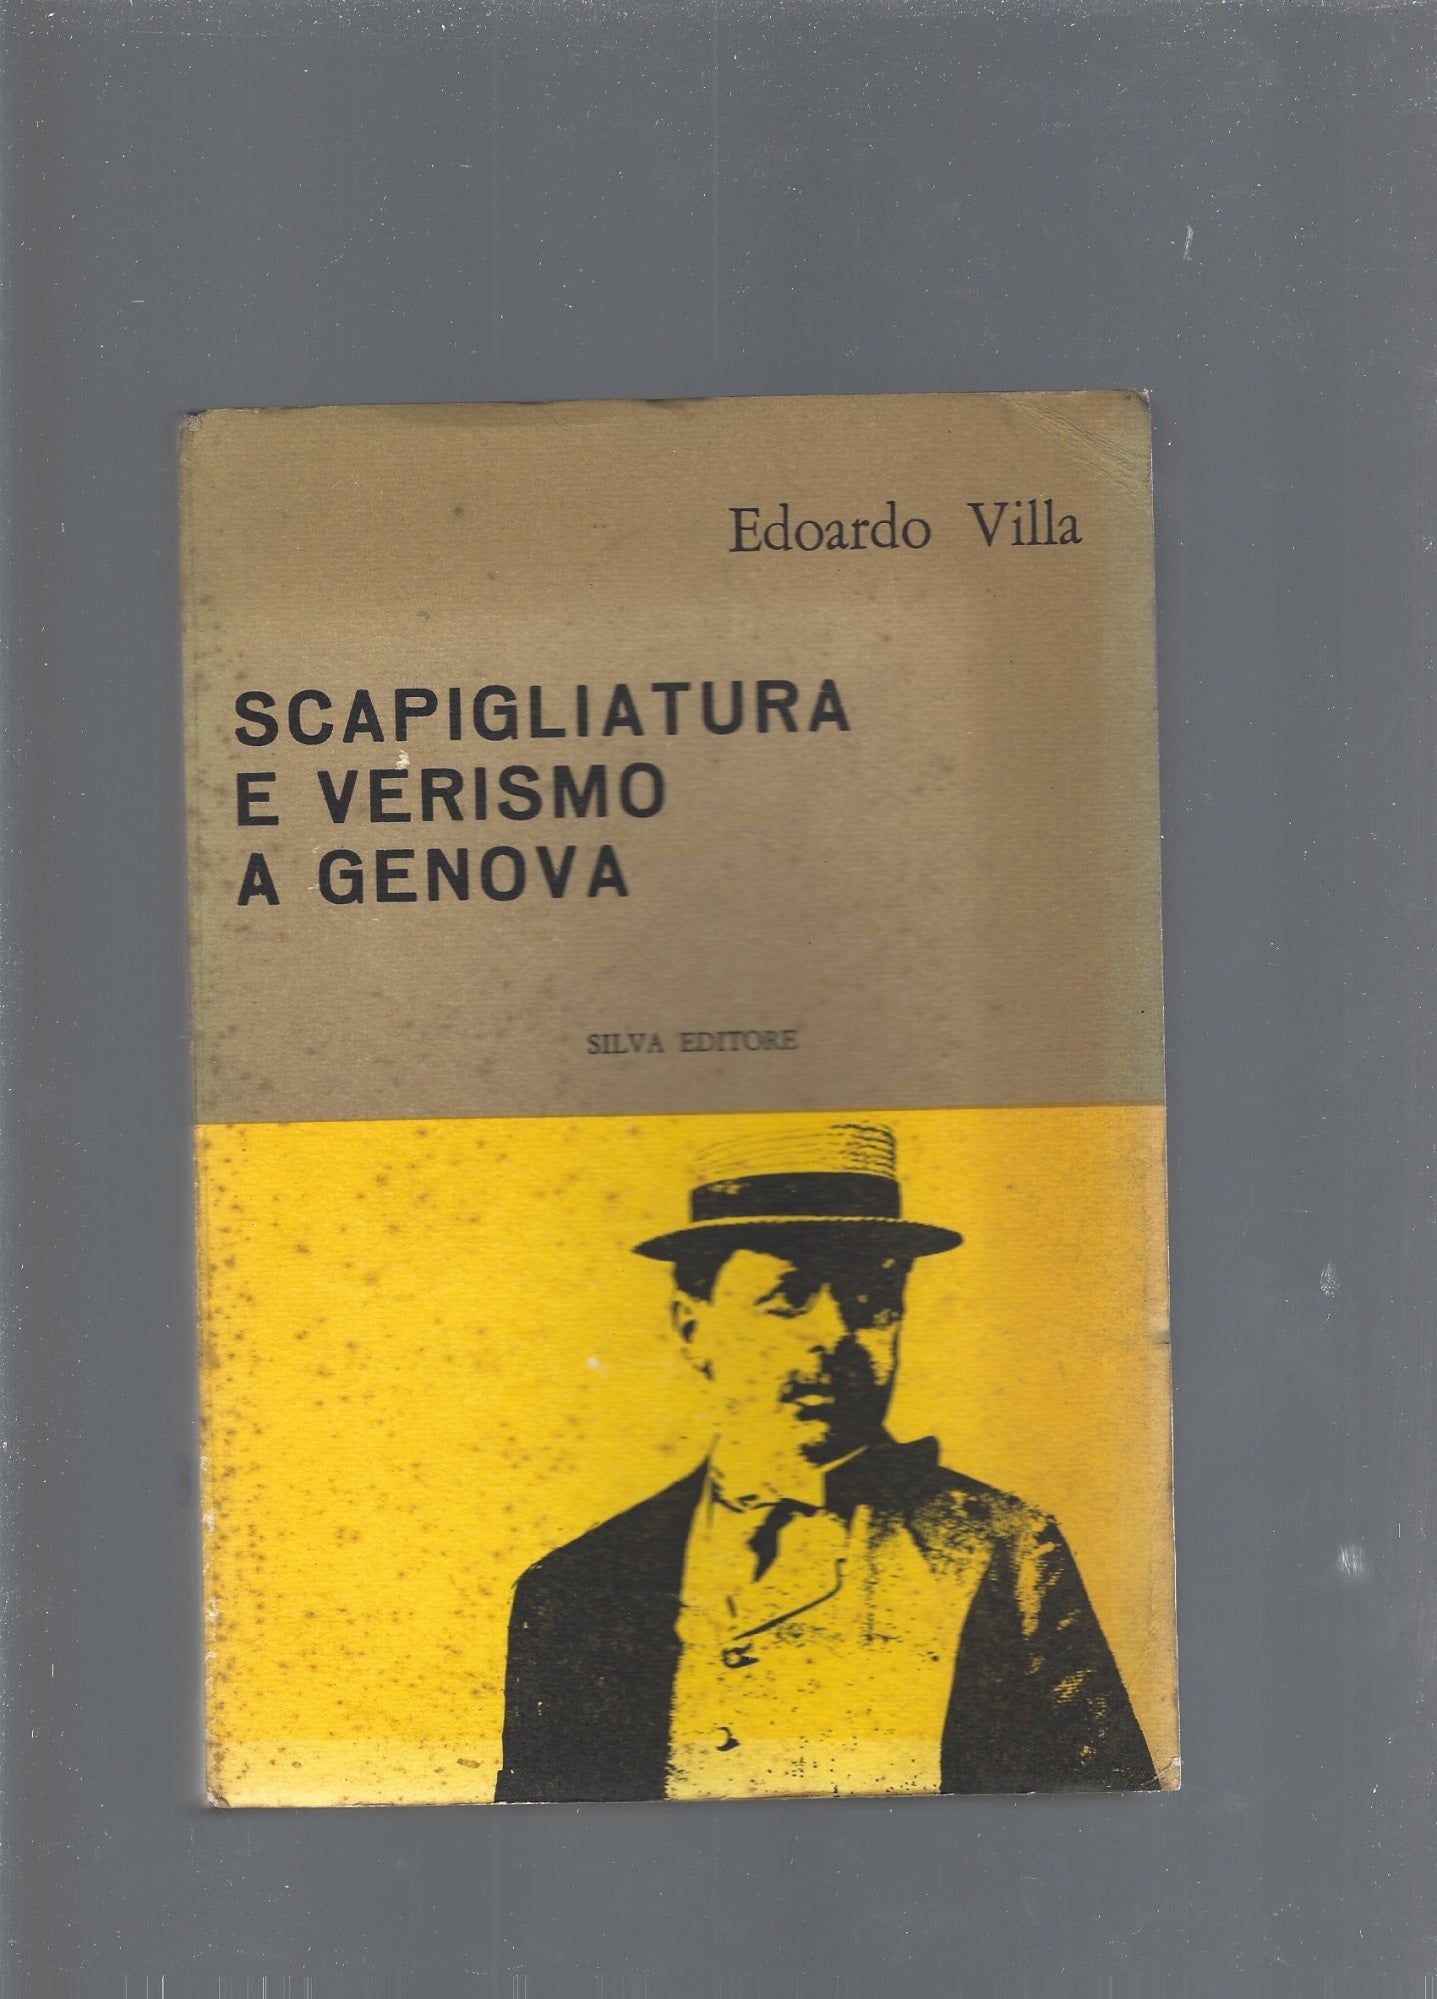 Edoardo Villa
SCAPIGLIATURA
E VERISMO
A GENOVA
SILVA EDITORE